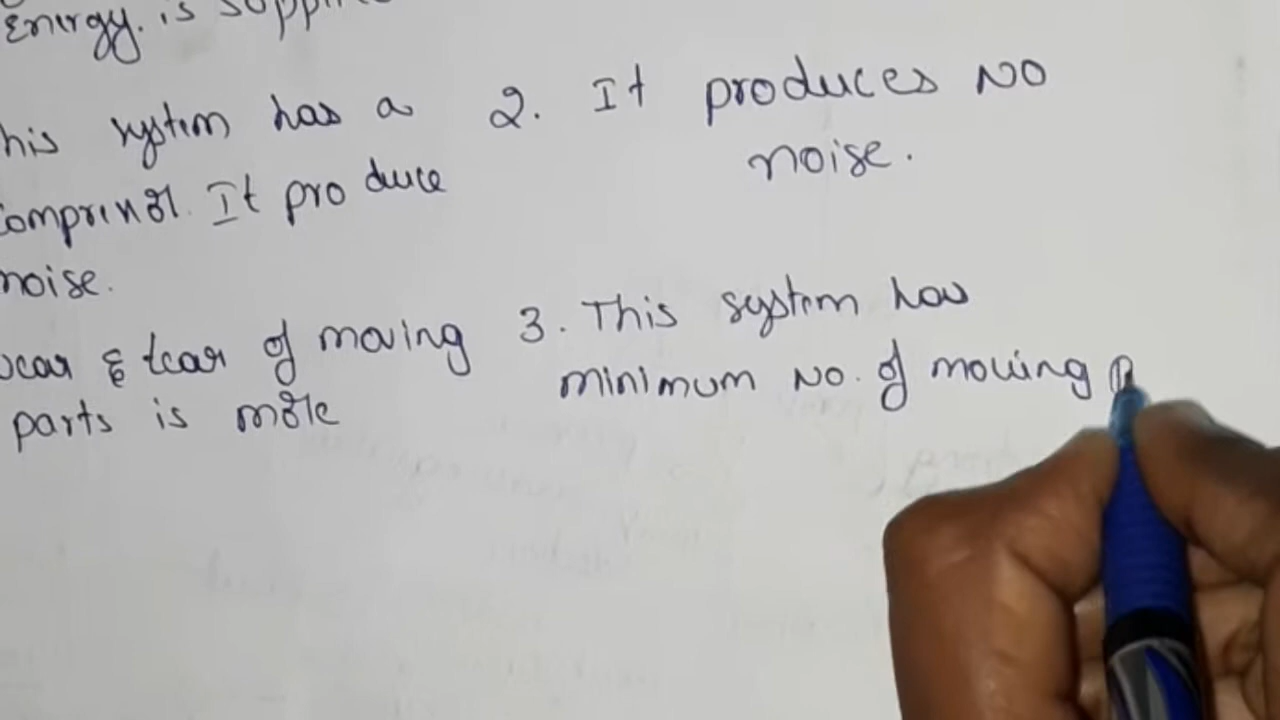 Energy. is
his system has a
It produce
noise.
wear & tear of moving
parts is more
2. It produces NO
noise.
3. This system has
minimum NO. of moving p